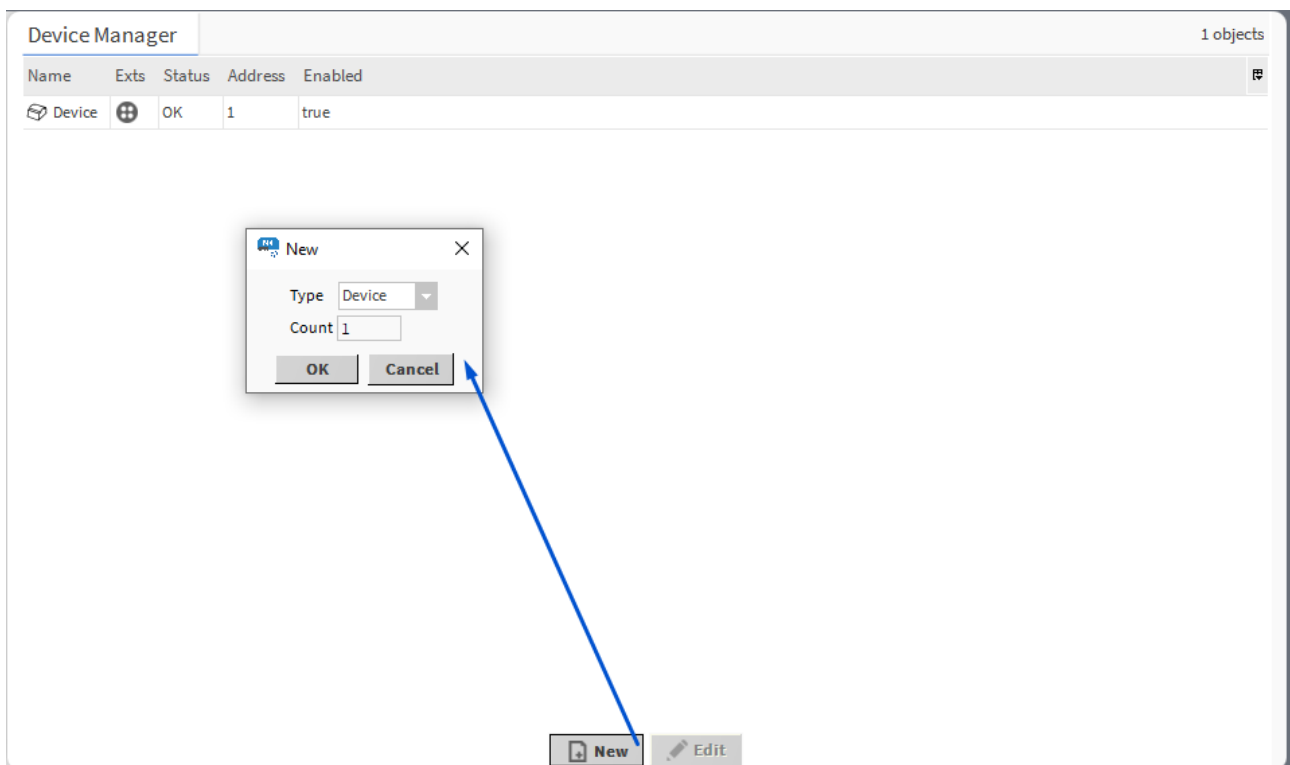 Device Manager 1 objects
Name Exts Status Address Enabled
Device OK 1 true
N4 New
Type Device
Count 1
OK Cancel
New Edit